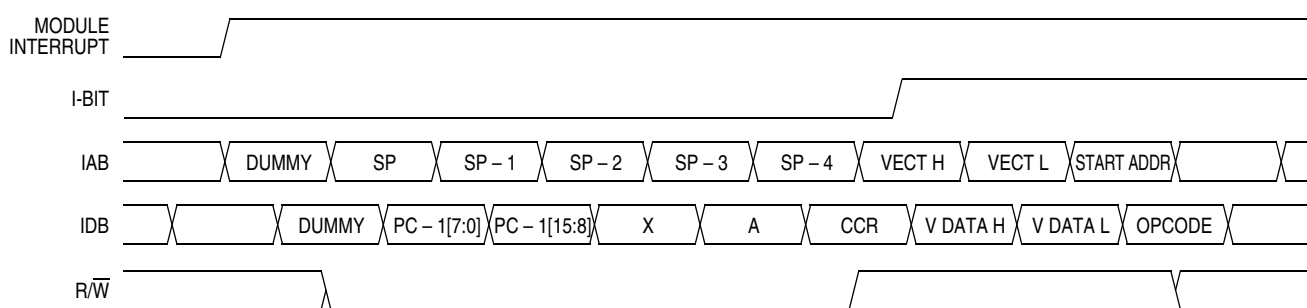 MODULE
INTERRUPT
I-BIT
IAB DUMMY SP SP – 1 SP – 2 SP – 3 SP – 4 VECT H VECT L START ADDR
IDB DUMMY PC – 1[7:0] PC – 1[15:8] X A CCR V DATA H V DATA L OPCODE
R/W̅